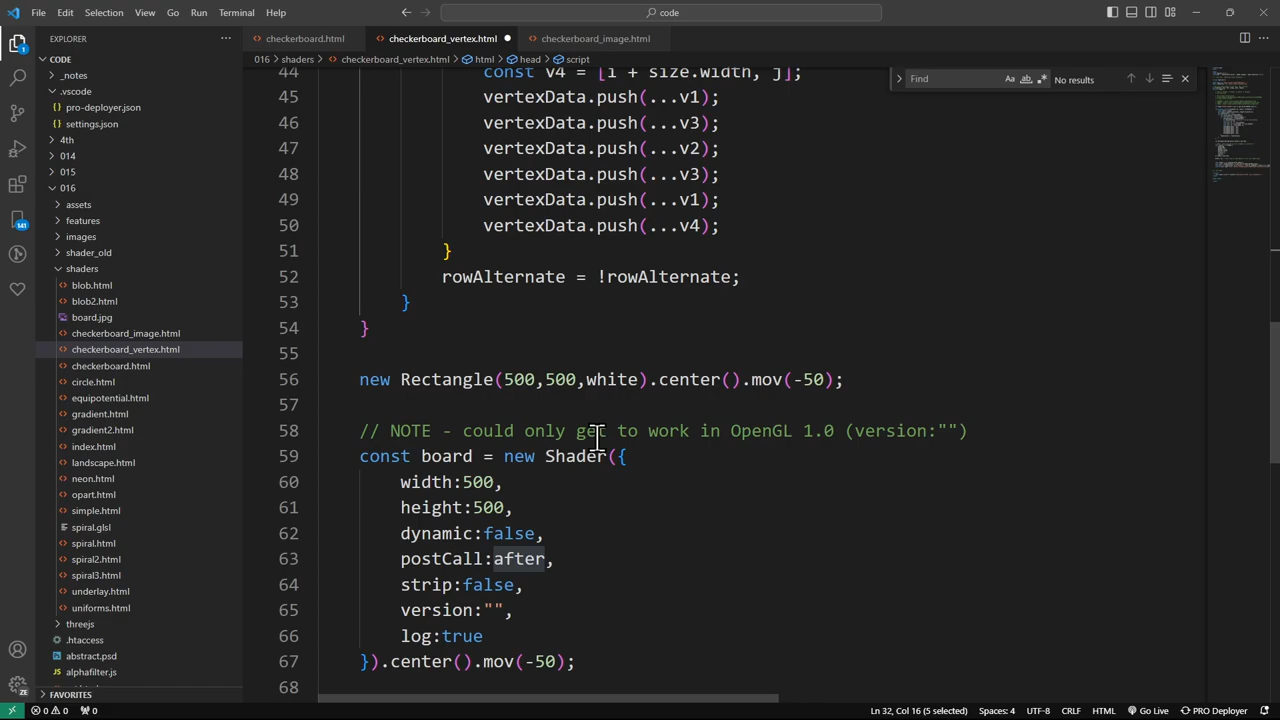 File Edit Selection View Go Run Terminal Help
code
EXPLORER
checkerboard.html
checkerboard_vertex.html
checkerboard_image.html
016 > shaders > checkerboard_vertex.html > html > head > script
Find
Aa
ab
No results
CODE
_notes
.vscode
pro-deployer.json
settings.json
4th
014
015
016
assets
features
images
shader_old
shaders
blob.html
blob2.html
board.jpg
checkerboard_image.html
checkerboard_vertex.html
checkerboard.html
circle.html
equipotential.html
gradient.html
gradient2.html
index.html
landscape.html
neon.html
opart.html
simple.html
spiral.glsl
spiral.html
spiral2.html
spiral3.html
underlay.html
uniforms.html
threejs
.htaccess
abstract.psd
alphafilter.js
FAVORITES
1
141
ZE
44 const v4 = [i + size.width, j];
45 vertexData.push(...v1);
46 vertexData.push(...v3);
47 vertexData.push(...v2);
48 vertexData.push(...v3);
49 vertexData.push(...v1);
50 vertexData.push(...v4);
51 }
52 rowAlternate = !rowAlternate;
53 }
54 }
55
56 new Rectangle(500,500,white).center().mov(-50);
57
58 // NOTE - could only get to work in OpenGL 1.0 (version:"")
59 const board = new Shader({
60 width:500,
61 height:500,
62 dynamic:false,
63 postCall:after,
64 strip:false,
65 version:"",
66 log:true
67 }).center().mov(-50);
68
0 0 0
Ln 32, Col 16 (5 selected) Spaces: 4 UTF-8 CRLF HTML Go Live PRO Deployer